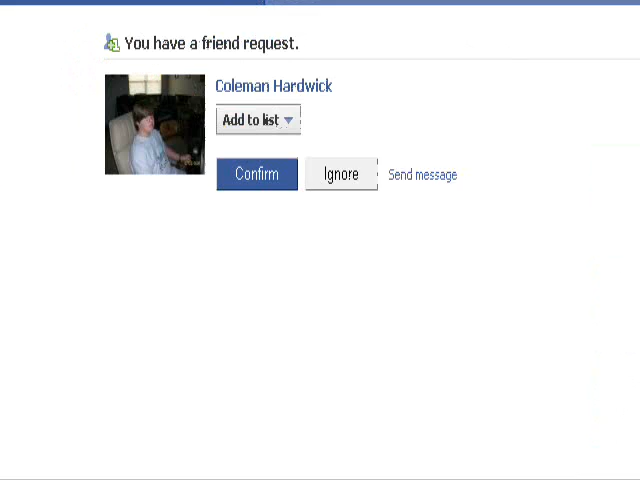 You have a friend request.
Coleman Hardwick
Add to list
Confirm Ignore Send message